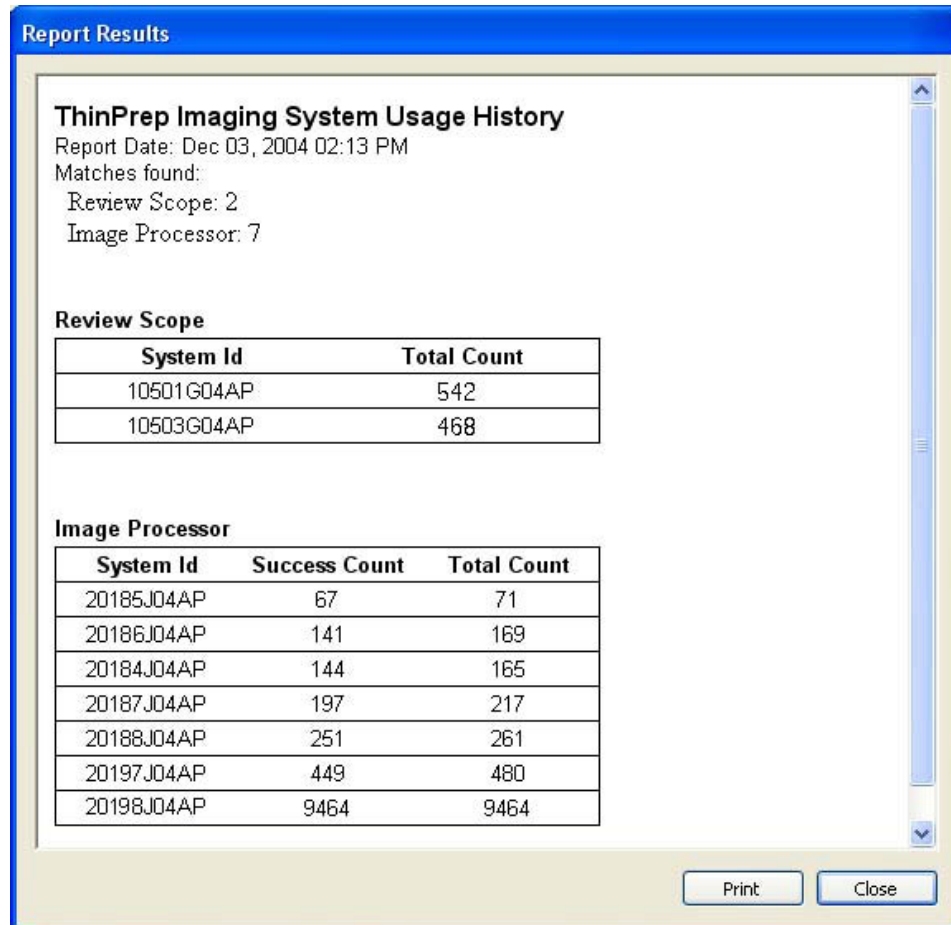 Report Results
ThinPrep Imaging System Usage History
Report Date: Dec 03, 2004 02:13 PM
Matches found:
Review Scope: 2
Image Processor: 7
Review Scope
System Id Total Count
10501G04AP 542
10503G04AP 468
Image Processor
System Id Success Count Total Count
20185J04AP 67 71
20186J04AP 141 169
20184J04AP 144 165
20187J04AP 197 217
20188J04AP 251 261
20197J04AP 449 480
20198J04AP 9464 9464
Print Close